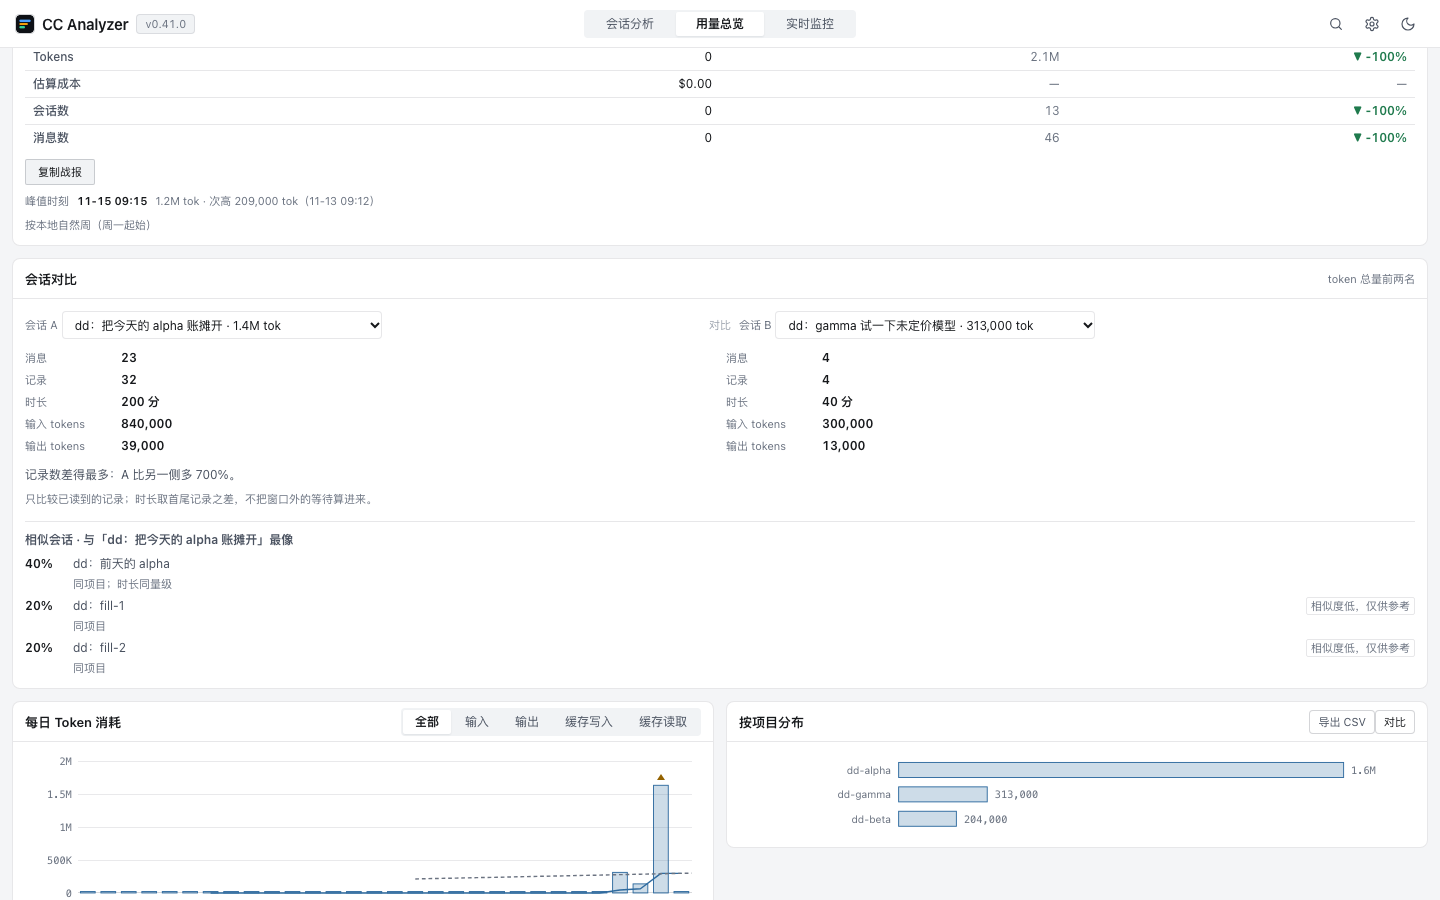 CC Analyzer v0.41.0 会话分析 用量总览 实时监控
Tokens 0 2.1M ▼ -100%
估算成本 $0.00 — —
会话数 0 13 ▼ -100%
消息数 0 46 ▼ -100%
复制战报
峰值时刻 11-15 09:15 1.2M tok · 次高 209,000 tok（11-13 09:12）
按本地自然周（周一起始）
会话对比 token 总量前两名
会话 A dd：把今天的 alpha 账摊开 · 1.4M tok 对比 会话 B dd：gamma 试一下未定价模型 · 313,000 tok
消息 23 消息 4
记录 32 记录 4
时长 200 分 时长 40 分
输入 tokens 840,000 输入 tokens 300,000
输出 tokens 39,000 输出 tokens 13,000
记录数差得最多：A 比另一侧多 700%。
只比较已读到的记录；时长取首尾记录之差，不把窗口外的等待算进来。
相似会话 · 与「dd：把今天的 alpha 账摊开」最像
40% dd：前天的 alpha
同项目；时长同量级
20% dd：fill-1 相似度低，仅供参考
同项目
20% dd：fill-2 相似度低，仅供参考
同项目
每日 Token 消耗 全部 输入 输出 缓存写入 缓存读取
2M
1.5M
1M
500K
0
按项目分布 导出 CSV 对比
dd-alpha 1.6M
dd-gamma 313,000
dd-beta 204,000